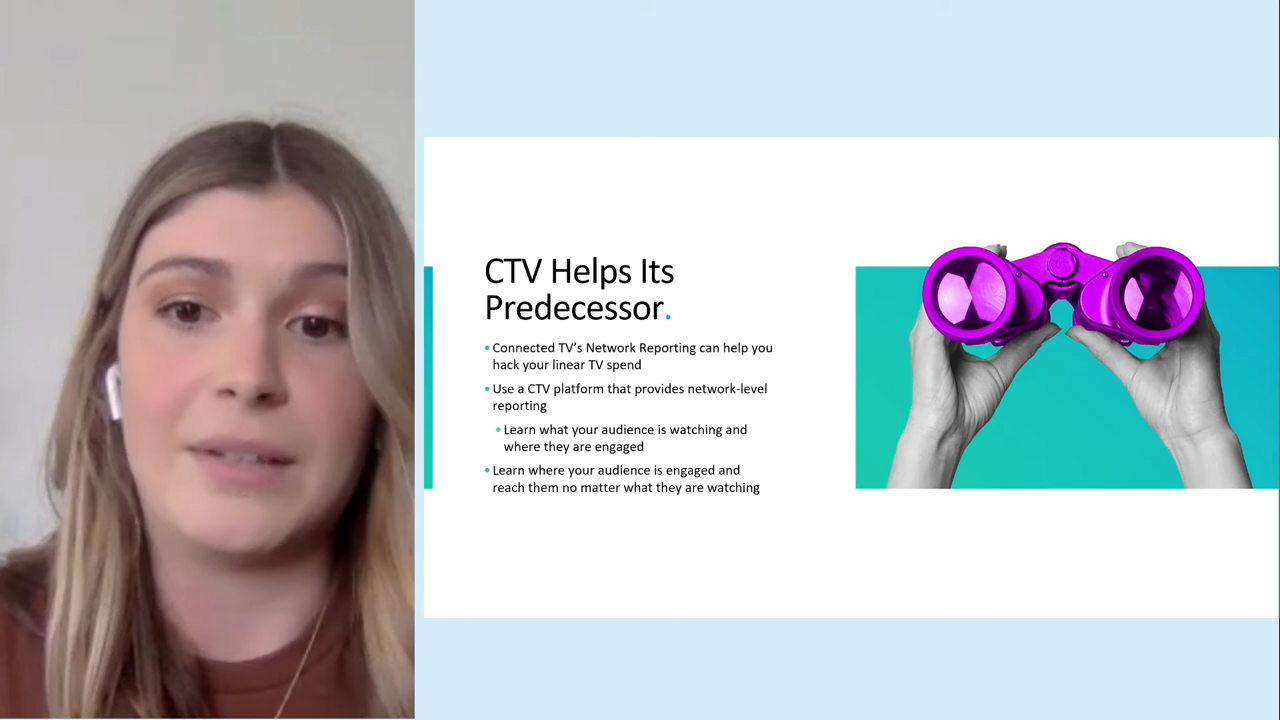 CTV Helps Its
Predecessor.
• Connected TV's Network Reporting can help you
hack your linear TV spend
• Use a CTV platform that provides network-level
reporting
• Learn what your audience is watching and
where they are engaged
• Learn where your audience is engaged and
reach them no matter what they are watching